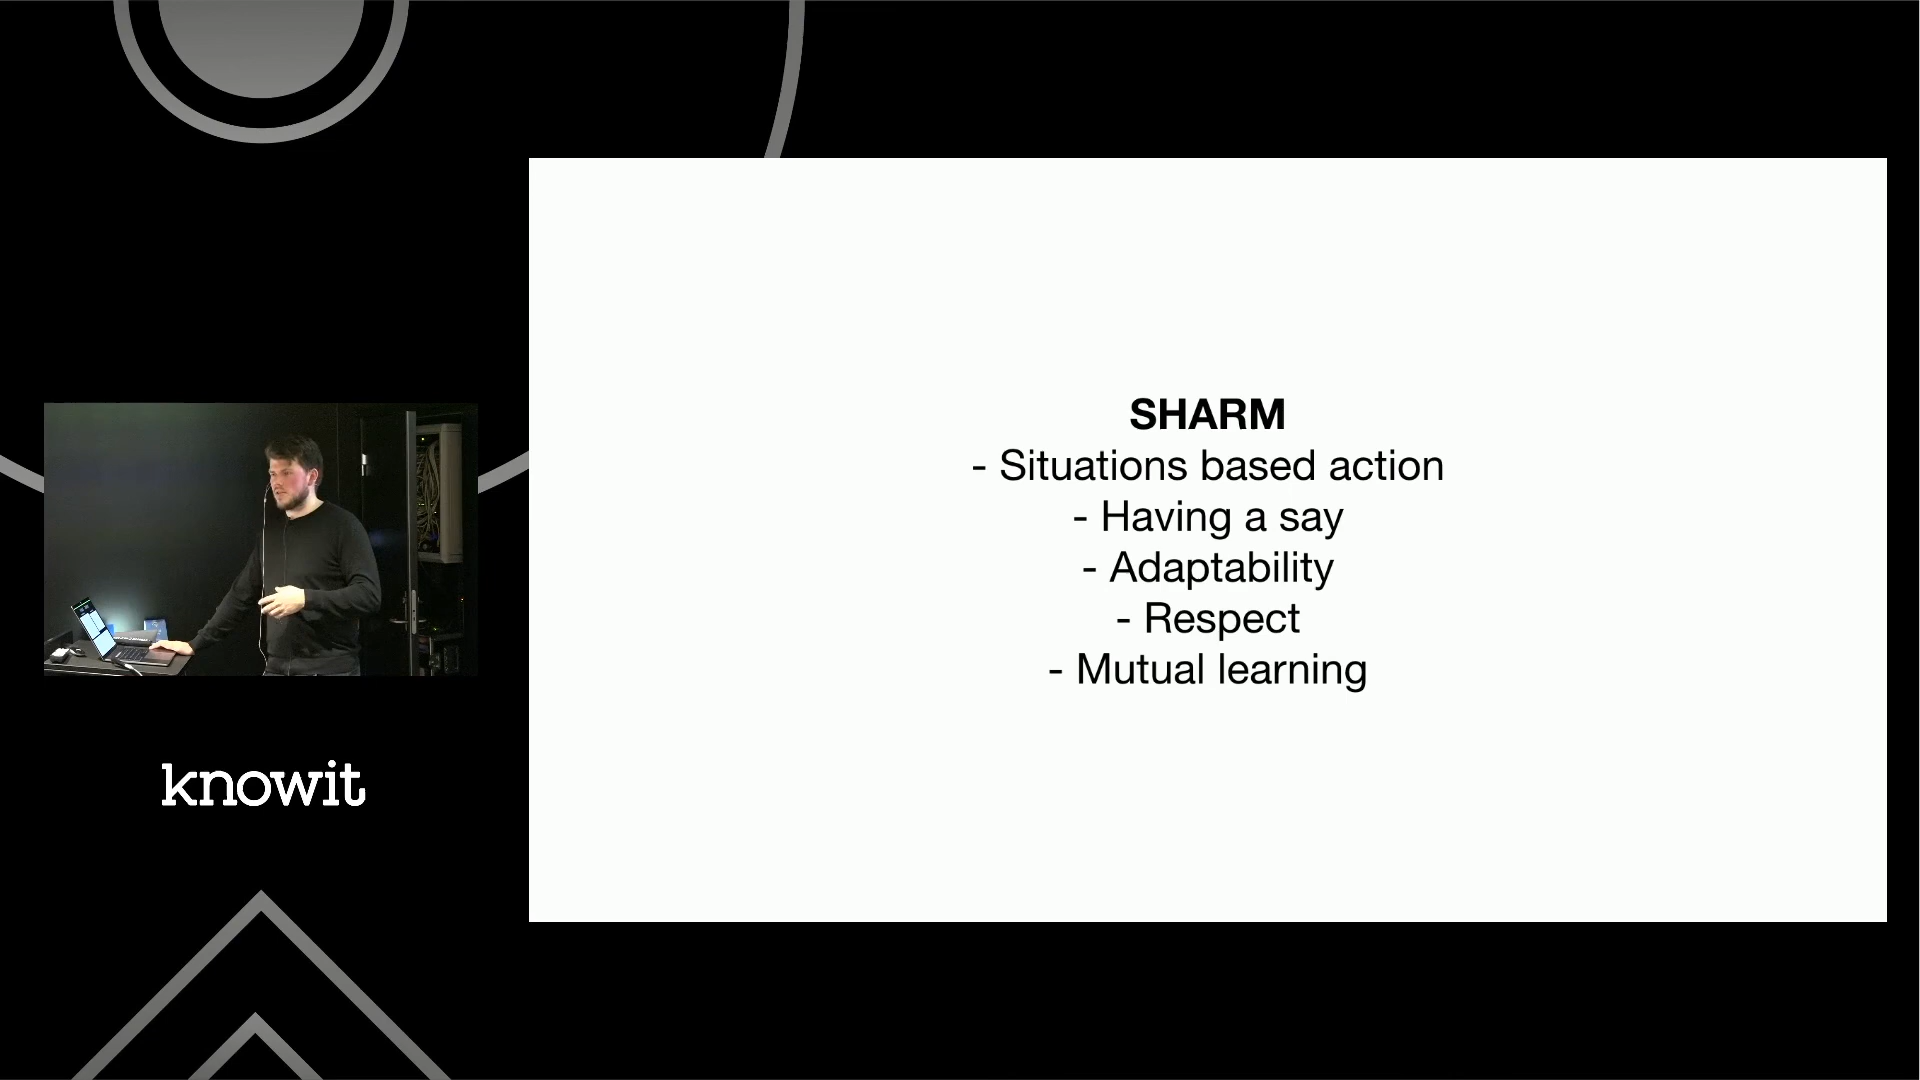 SHARM
- Situations based action
- Having a say
- Adaptability
- Respect
- Mutual learning
knowit